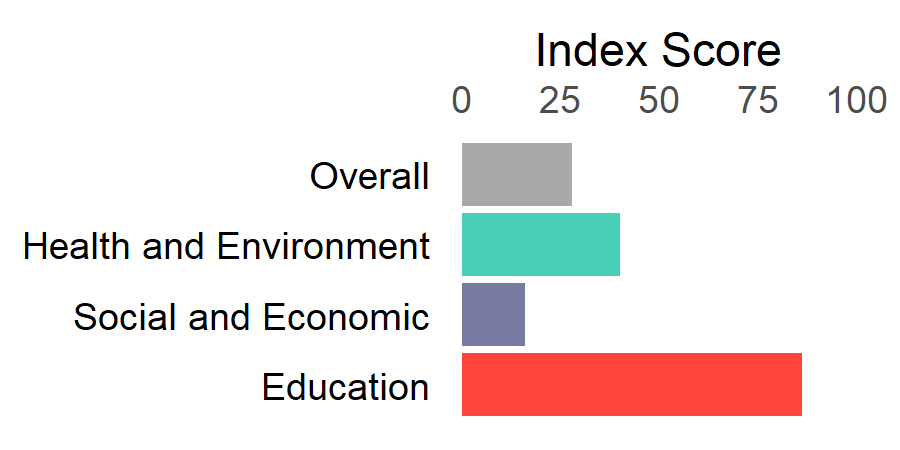 Index Score
0 25 50 75 100
Overall
Health and Environment
Social and Economic
Education